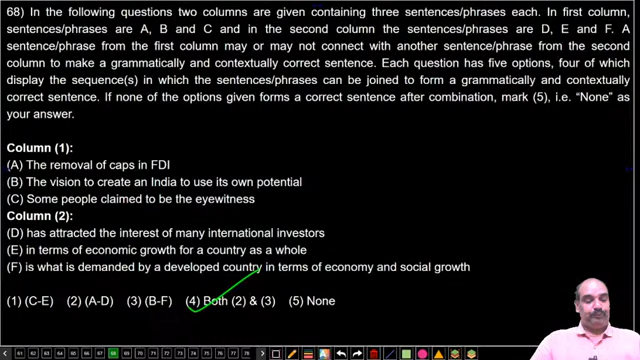 68) In the following questions two columns are given containing three sentences/phrases each. In first column,
sentences/phrases are A, B and C and in the second column the sentences/phrases are D, E and F. A
sentence/phrase from the first column may or may not connect with another sentence/phrase from the second
column to make a grammatically and contextually correct sentence. Each question has five options, four of which
display the sequence(s) in which the sentences/phrases can be joined to form a grammatically and contextually
correct sentence. If none of the options given forms a correct sentence after combination, mark (5), i.e. “None” as
your answer.
Column (1):
(A) The removal of caps in FDI
(B) The vision to create an India to use its own potential
(C) Some people claimed to be the eyewitness
Column (2):
(D) has attracted the interest of many international investors
(E) in terms of economic growth for a country as a whole
(F) is what is demanded by a developed country in terms of economy and social growth
(1) (C-E) (2) (A-D) (3) (B-F) (4) Both (2) & (3) (5) None